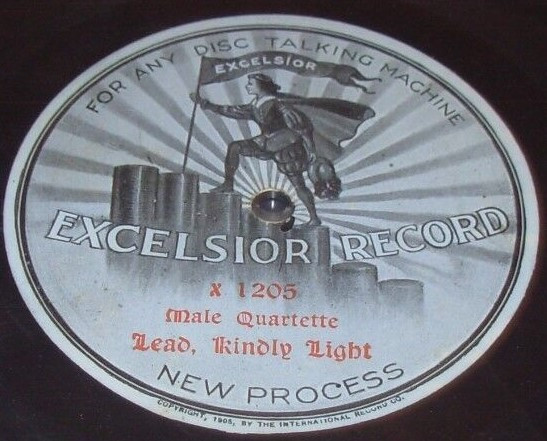 FOR ANY DISC TALKING MACHINE
EXCELSIOR
EXCELSIOR RECORD
X 1205
Male Quartette
Lead, Kindly Light
NEW PROCESS
COPYRIGHT, 1905, BY THE INTERNATIONAL RECORD CO.